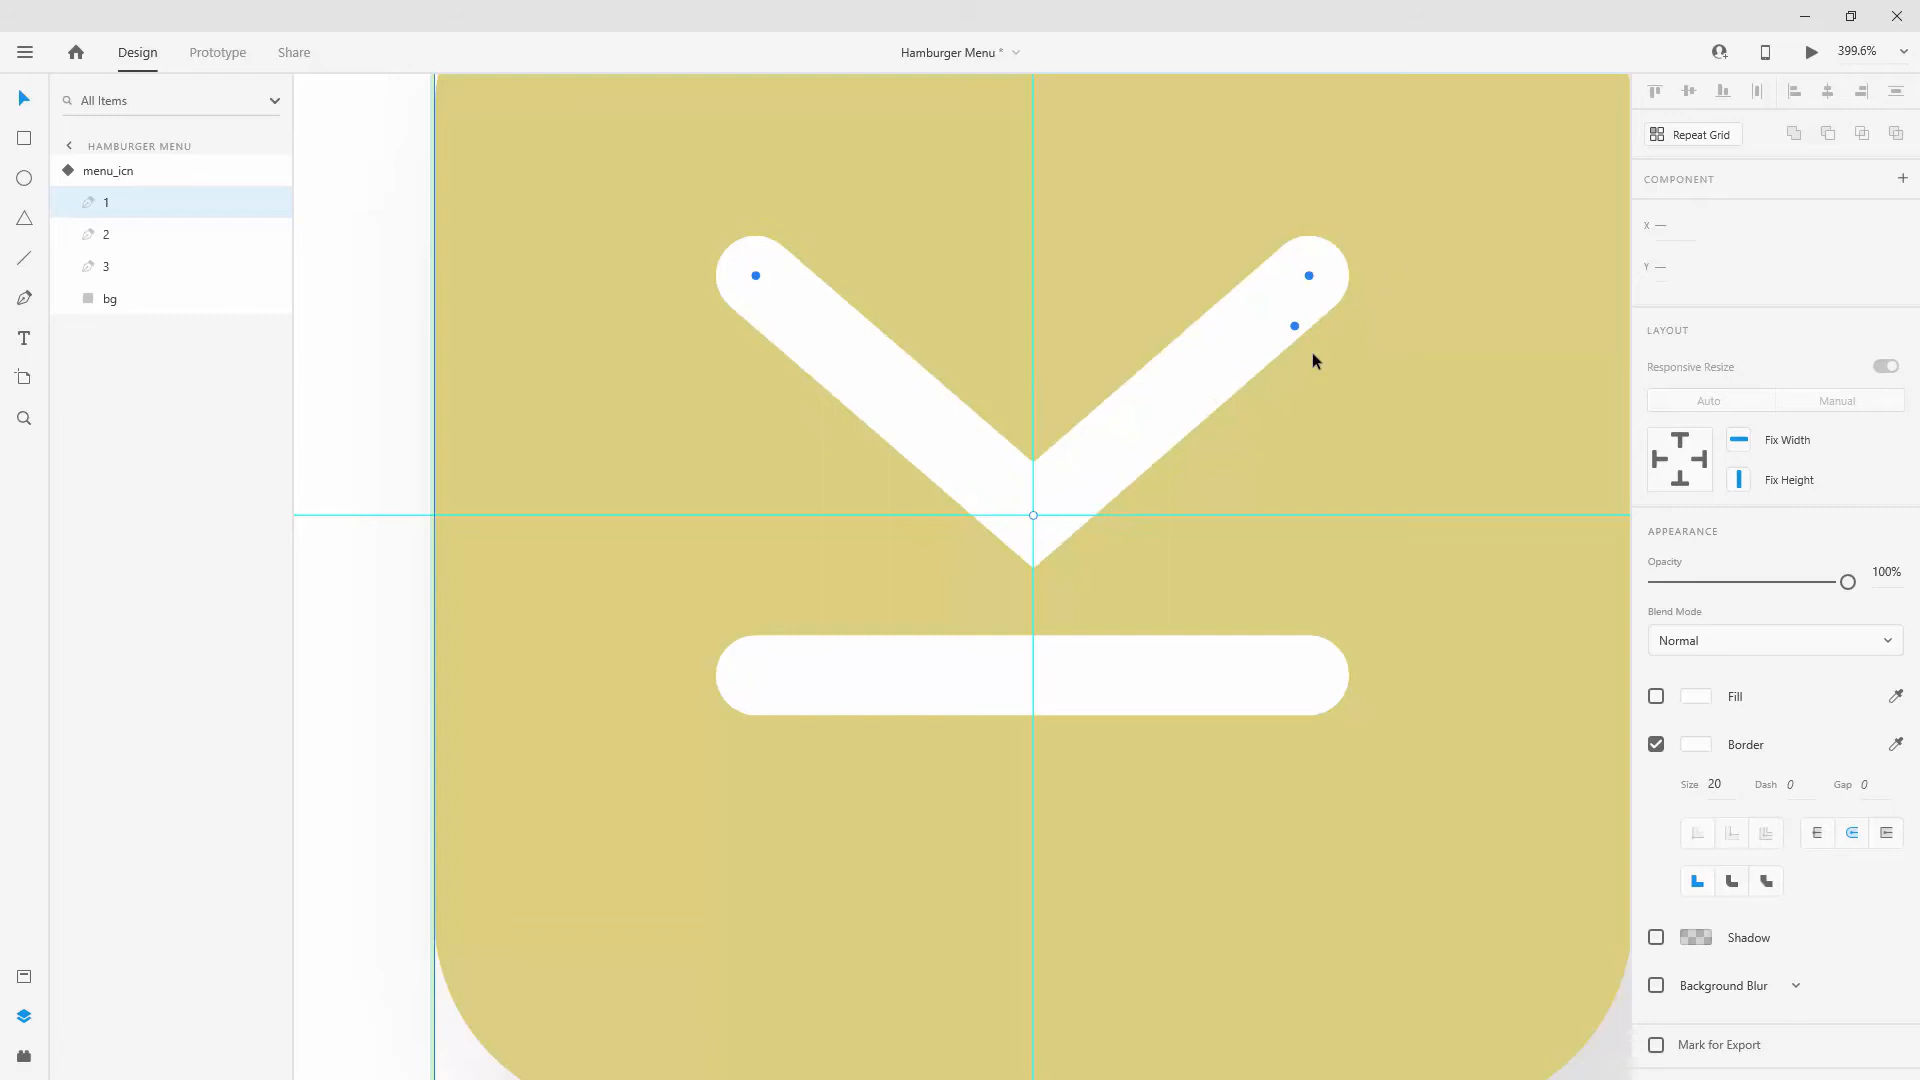 Design Prototype Share Hamburger Menu * 399.6%
All Items
HAMBURGER MENU
menu_icn
1
2
3
bg
Repeat Grid
COMPONENT
X —
Y —
LAYOUT
Responsive Resize
Auto Manual
Fix Width
Fix Height
APPEARANCE
Opacity
100%
Blend Mode
Normal
Fill
Border
Size 20 Dash 0 Gap 0
Shadow
Background Blur
Mark for Export